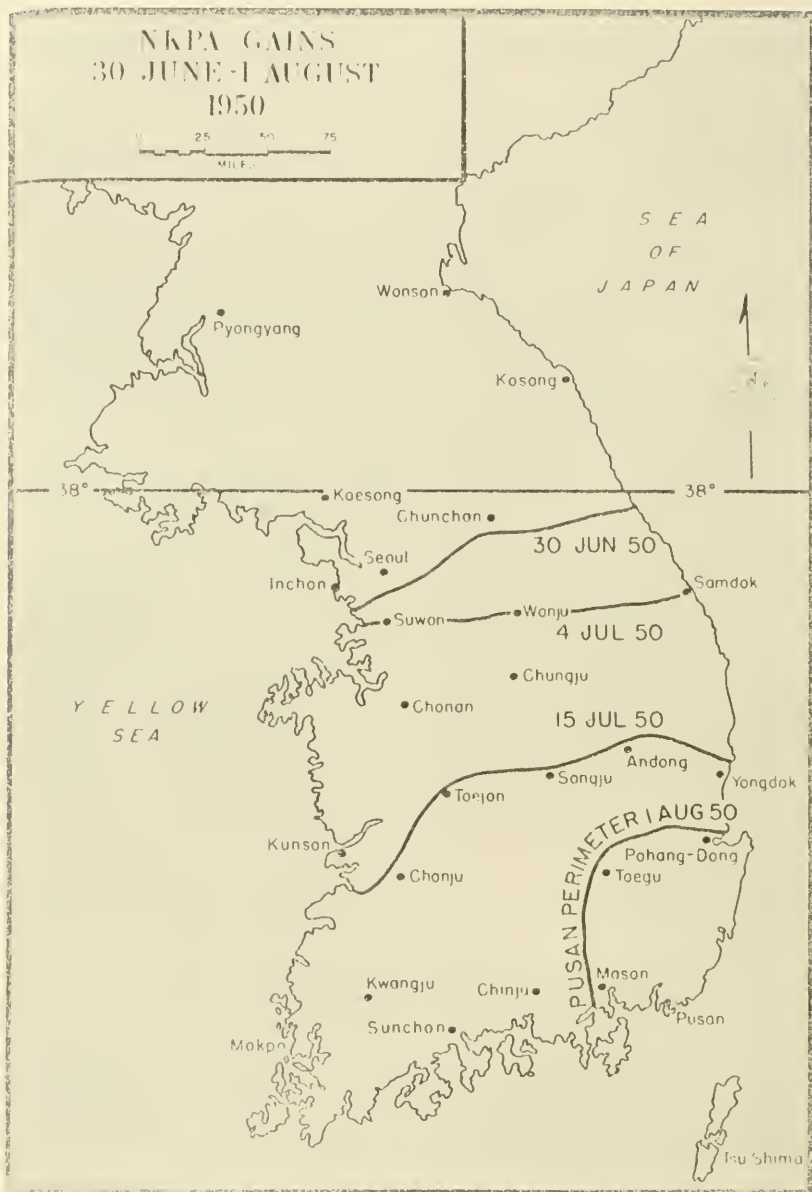 NKPA GAINS
30 JUNE-1 AUGUST
1950
0 25 50 75
MILES
SEA
OF
JAPAN
Wonson
Pyongyang
Kosong
38° 38°
Kaesong
Chunchon
30 JUN 50
Seoul
Inchon
Samdok
Suwon
Wonju
4 JUL 50
Chungju
YELLOW
SEA
Chonan
15 JUL 50
Andong
Songju
Yongdok
Taejon
PUSAN PERIMETER 1 AUG 50
Kunson
Pohang-Dong
Chonju
Taegu
Kwangju
Chinju
Mason
Pusan
Sunchon
Mokpo
Tsu Shima